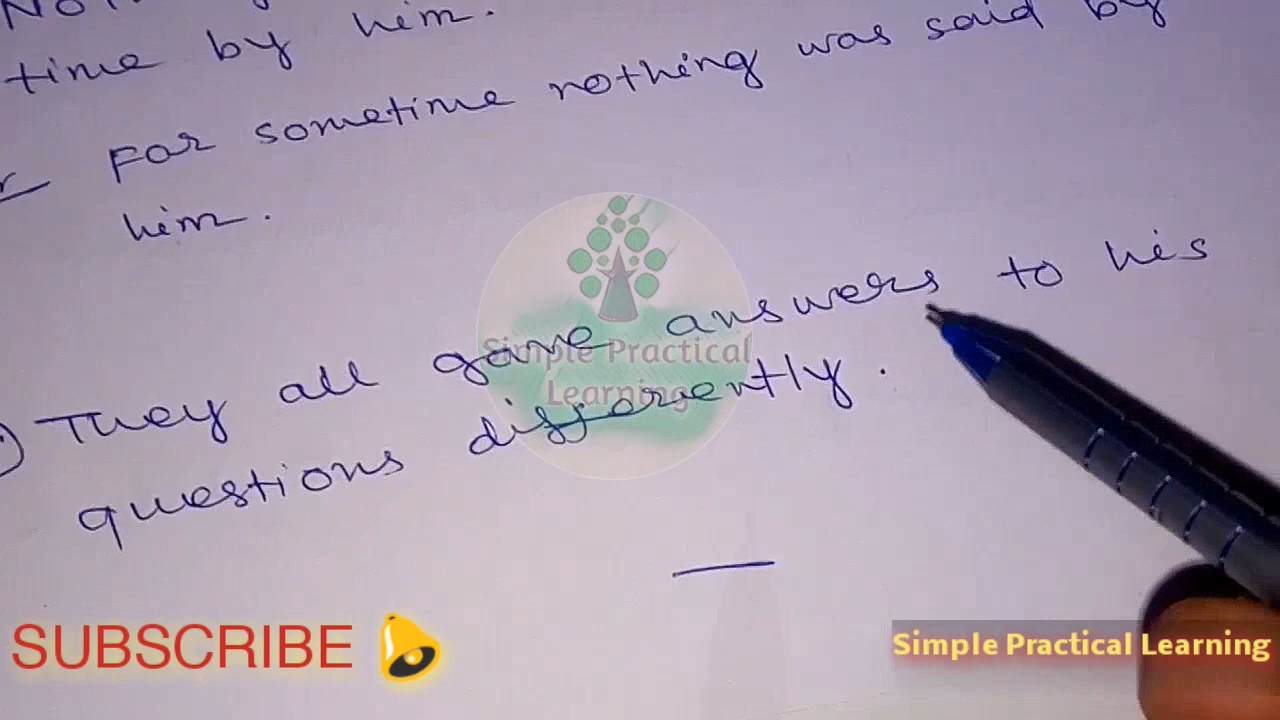 time by him.
For sometime nothing was said by
him.
They all gave answers to his
questions differently.
Simple Practical
Learning
SUBSCRIBE
Simple Practical Learning